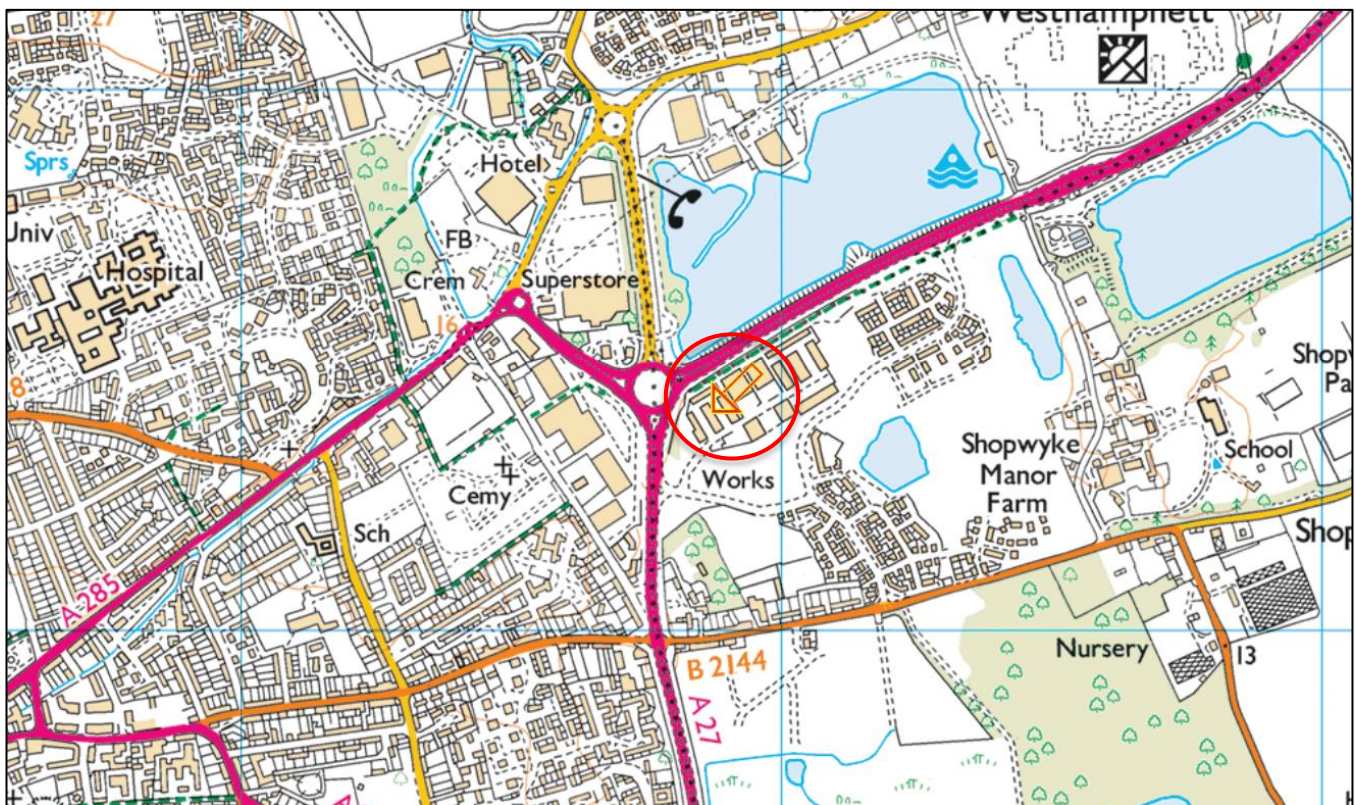 27
Westhampnett
Sprs
Hotel
Univ
FB
Hospital
Crem
Superstore
16
8
Shopwyke
Manor
Farm
School
Works
Cemy
Sch
A 285
Nursery
B 2144
13
A 27